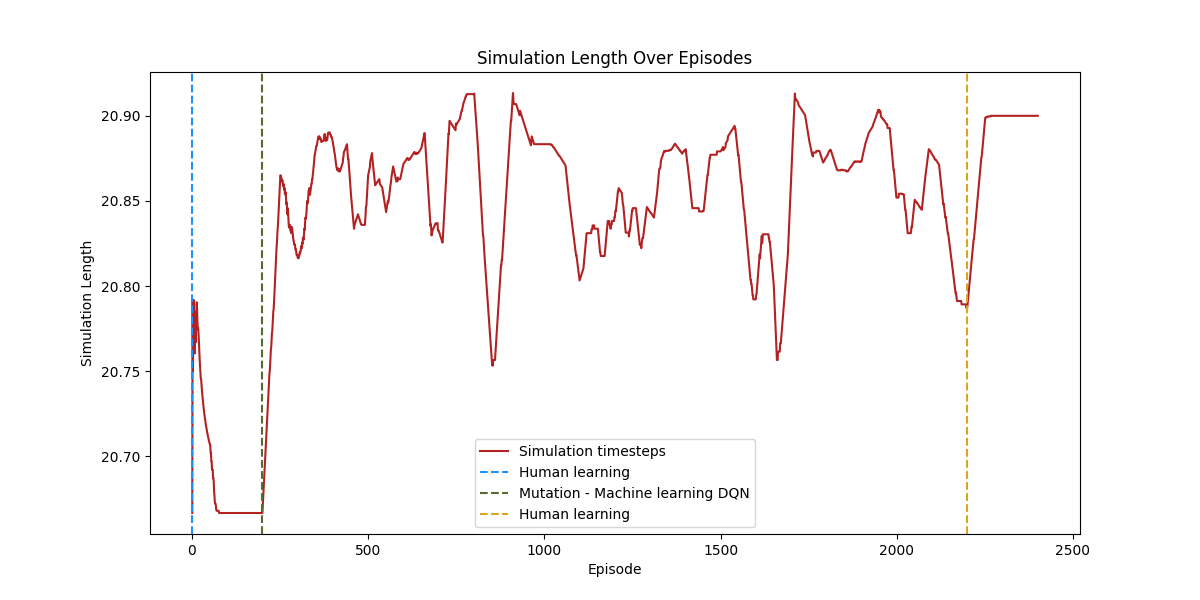 Simulation Length Over Episodes
20.90
20.85
20.80
20.75
20.70
Simulation Length
Simulation timesteps
Human learning
Mutation - Machine learning DQN
Human learning
0
500
1000
1500
2000
2500
Episode